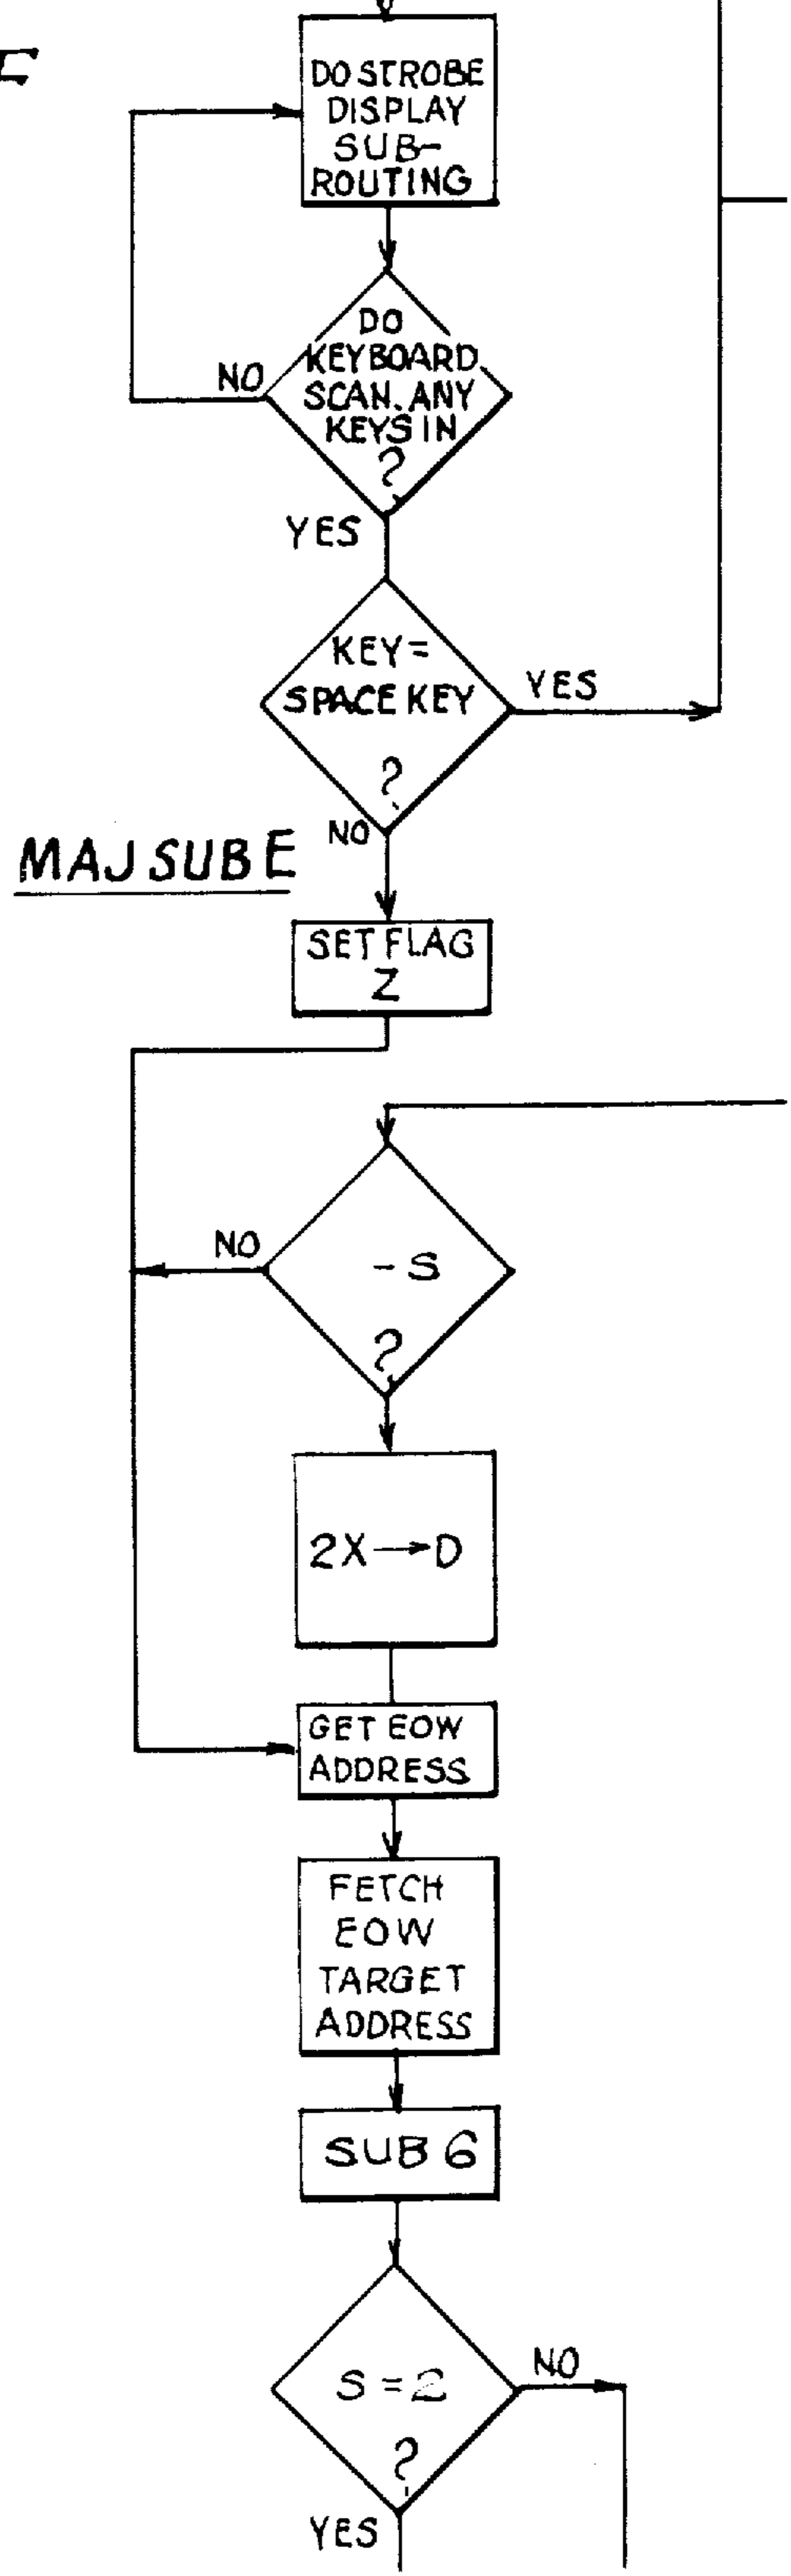 E
DO STROBE
DISPLAY
SUB-
ROUTING
DO
KEYBOARD
SCAN. ANY
KEYS IN
?
NO
YES
KEY =
SPACE KEY
?
YES
NO
MAJ SUB E
SET FLAG
Z
- S
?
NO
2X → D
GET EOW
ADDRESS
FETCH
EOW
TARGET
ADDRESS
SUB 6
S = 2
?
NO
YES